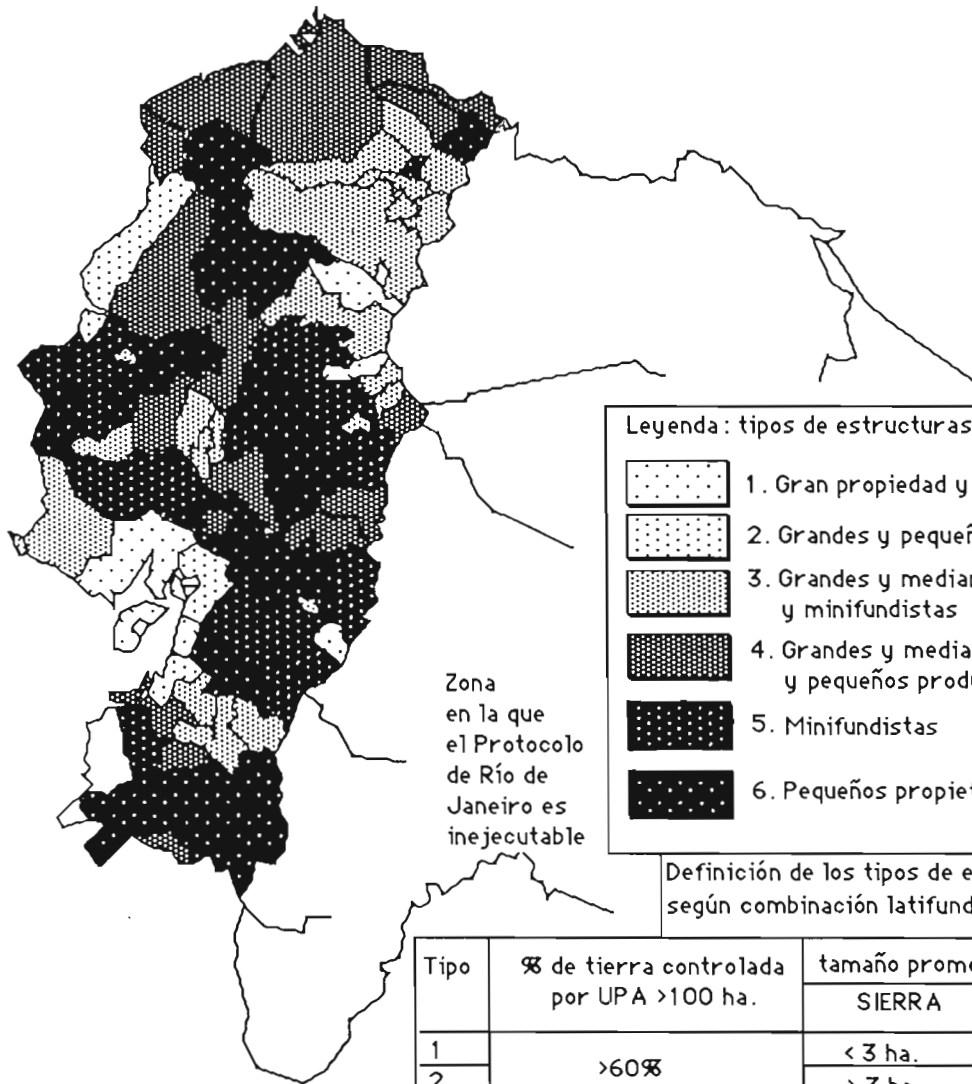 Leyenda: tipos de estructuras
1. Gran propiedad y
2. Grandes y pequeñ
3. Grandes y median
y minifundistas
4. Grandes y media
y pequeños produ
5. Minifundistas
6. Pequeños propiet
Zona
en la que
el Protocolo
de Río de
Janeiro es
inejecutable
Definición de los tipos de e
según combinación latifund
Tipo % de tierra controlada tamaño prome
por UPA >100 ha. SIERRA
1 >60% < 3 ha.
2 > 3 ha.